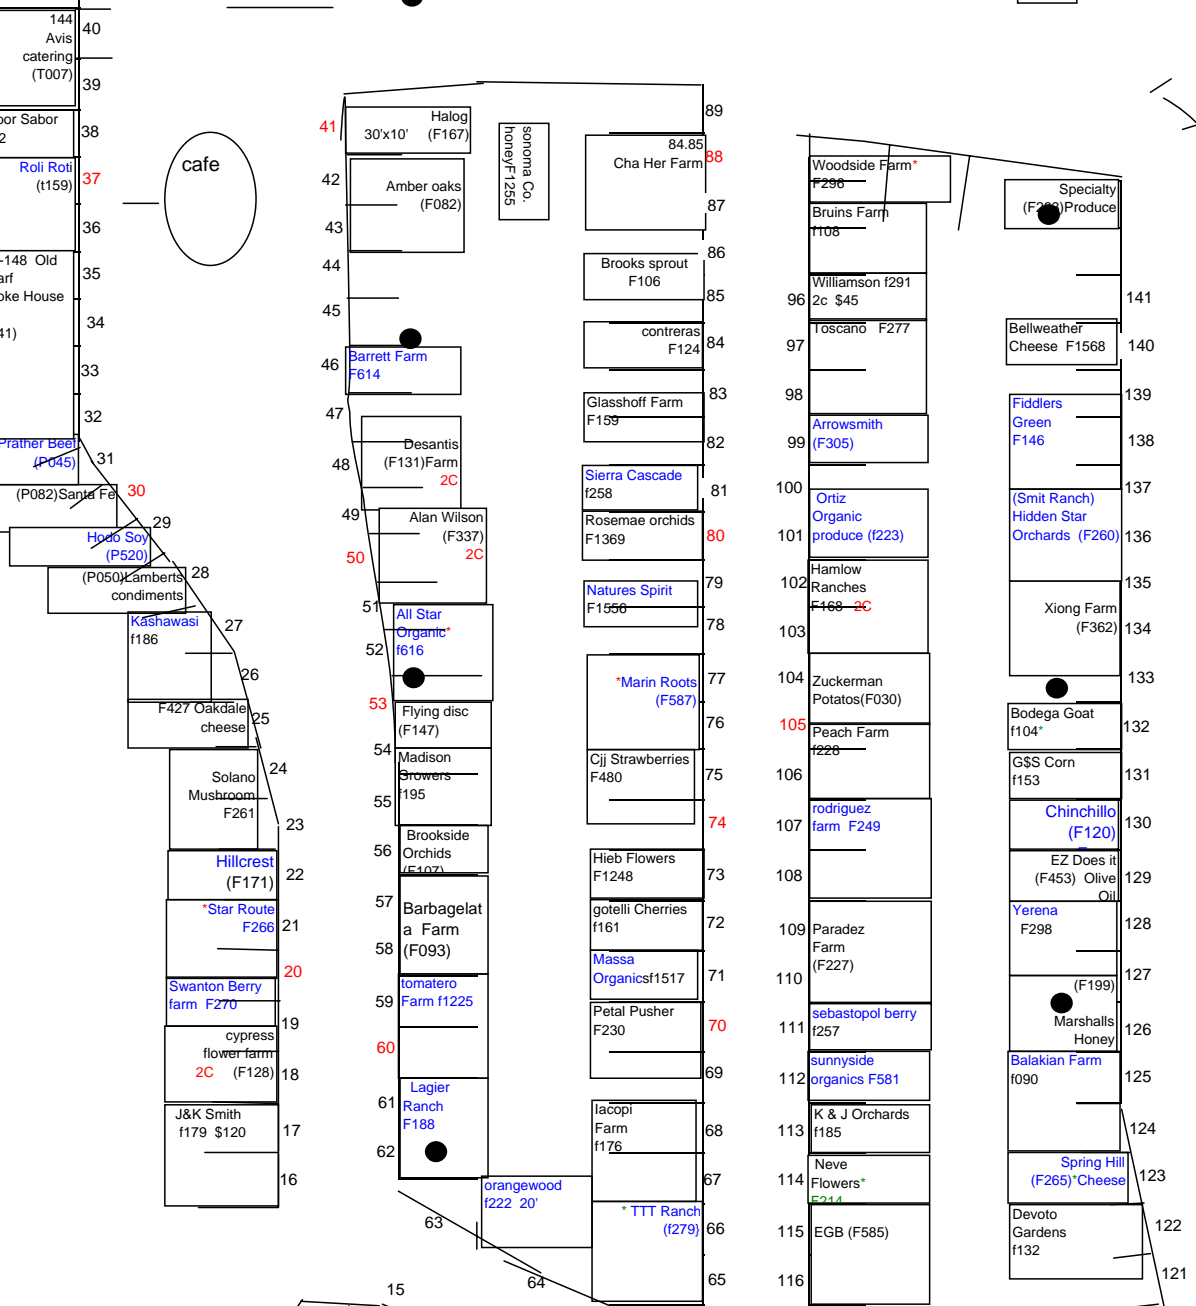 144
Avis
catering
(T007)
40
39
oor Sabor
2
38
Roli Roti
(t159)
37
36
-148 Old
arf
oke House
41)
35
34
33
32
Prather Beef
(P045)
31
(P082)Santa Fe
30
29
Hodo Soy
(P520)
(P050)Lamberts
condiments
28
Kashawasi
f186
27
26
F427 Oakdale
cheese
25
Solano
Mushroom
F261
24
23
Hillcrest
(F171)
22
*Star Route
F266
21
20
Swanton Berry
farm F270
19
cypress
flower farm
2C (F128)
18
J&K Smith
f179 $120
17
16
15
cafe
41
Halog
30'x10' (F167)
42
Amber oaks
(F082)
43
44
45
46
Barrett Farm
F614
47
Desantis
(F131)Farm
2C
48
49
Alan Wilson
(F337)
2C
50
51
All Star
Organic*
f616
52
53
Flying disc
(F147)
54
Madison
Growers
f195
55
56
Brookside
Orchids
(F107)
57
Barbagelat
a Farm
(F093)
58
59
tomatero
Farm f1225
60
61
Lagier
Ranch
F188
62
orangewood
f222 20'
63
64
sonoma Co.
honeyF1255
89
84.85
Cha Her Farm
88
87
86
Brooks sprout
F106
85
contreras
F124
84
83
Glasshoff Farm
F159
82
Sierra Cascade
f258
81
Rosemae orchids
F1369
80
79
Natures Spirit
F1556
78
77
*Marin Roots
(F587)
76
Cjj Strawberries
F480
75
74
Hieb Flowers
F1248
73
gotelli Cherries
f161
72
Massa
Organicsf1517
71
Petal Pusher
F230
70
69
Iacopi
Farm
f176
68
67
* TTT Ranch
(f279}
66
65
Woodside Farm*
F296
Bruins Farm
f108
Williamson f291
2c $45
96
Toscano F277
97
98
Arrowsmith
(F305)
99
100
Ortiz
Organic
produce (f223)
101
Hamlow
Ranches
F168 2C
102
103
104
Zuckerman
Potatos(F030)
105
Peach Farm
f228
106
rodriguez
farm F249
107
108
109
Paradez
Farm
(F227)
110
sebastopol berry
f257
111
sunnyside
organics F581
112
K & J Orchards
f185
113
Neve
Flowers*
F214
114
115
EGB (F585)
116
Specialty
Produce
141
Bellweather
Cheese F1568
140
139
Fiddlers
Green
F146
138
137
(Smit Ranch)
Hidden Star
Orchards (F260)
136
135
Xiong Farm
(F362)
134
133
Bodega Goat
f104*
132
G$S Corn
f153
131
Chinchillo
(F120)
130
EZ Does it
(F453) Olive
Oil
129
Yerena
F298
128
127
(F199)
Marshalls
Honey
126
Balakian Farm
f090
125
124
Spring Hill
(F265)*Cheese
123
Devoto
Gardens
f132
122
121